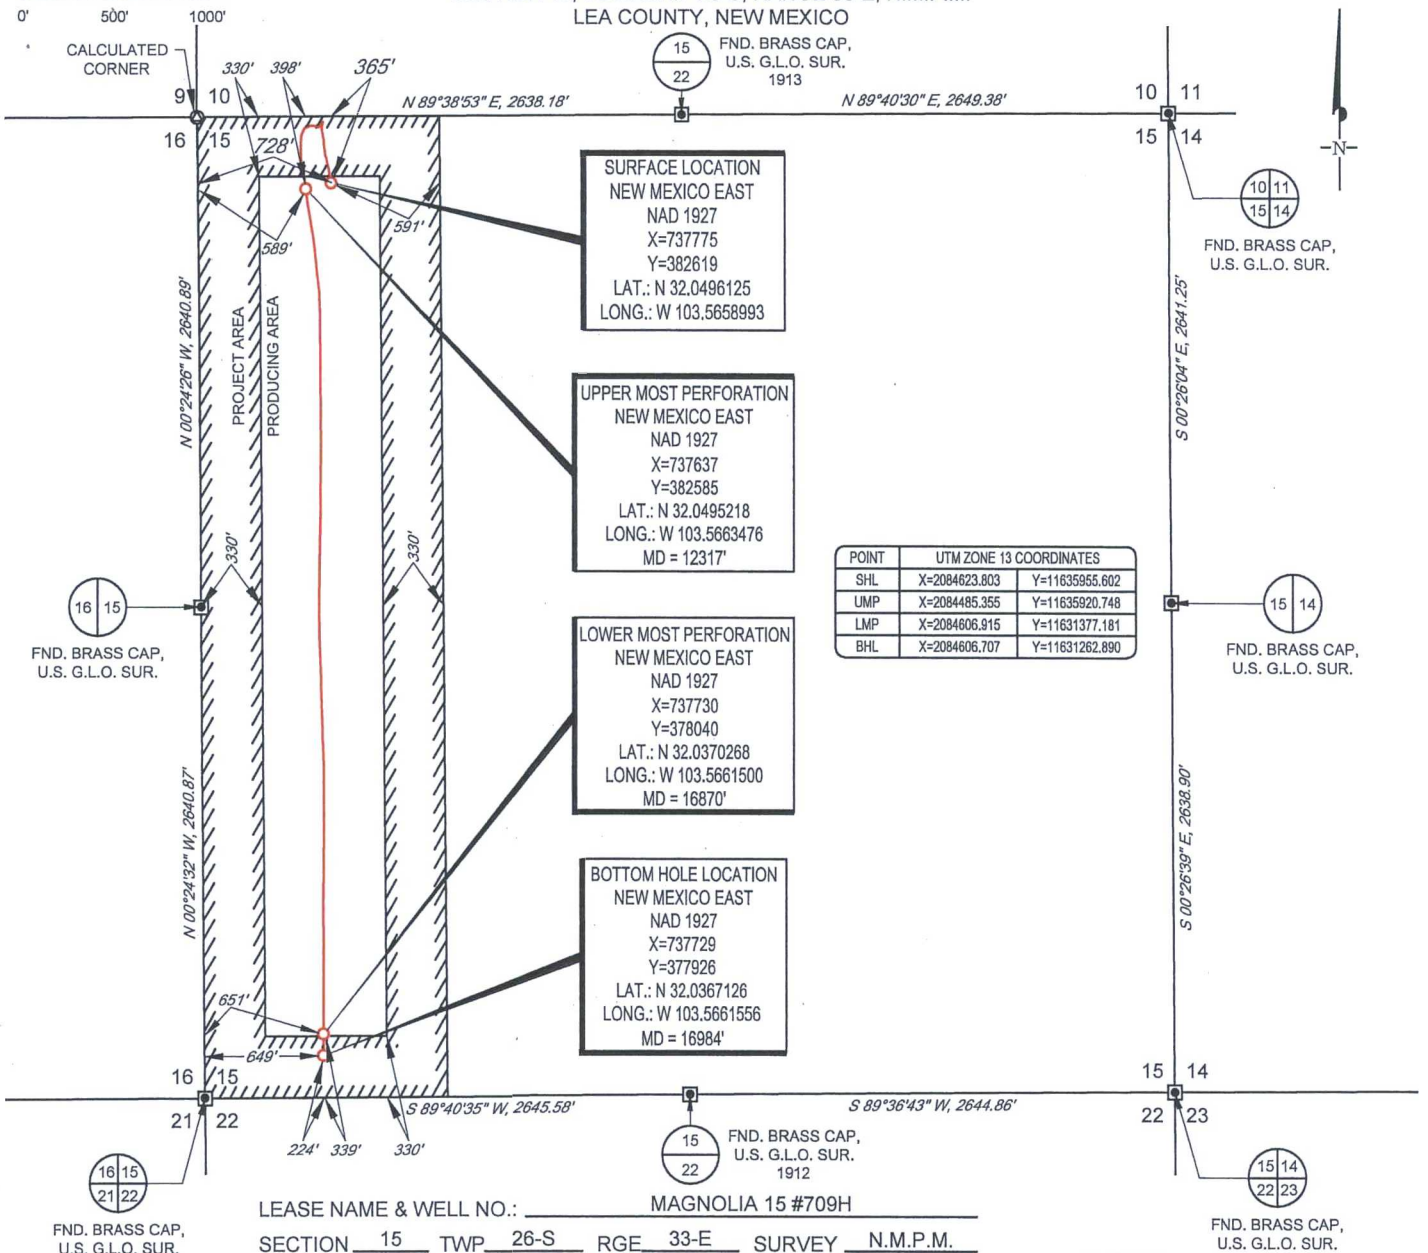 0' 500' 1000'
LEA COUNTY, NEW MEXICO
CALCULATED
CORNER
330' 398' 365'
15
22
FND. BRASS CAP,
U.S. G.L.O. SUR.
1913
9 10
16 15
N 89°38'53" E, 2638.18'
N 89°40'30" E, 2649.38'
10 11
15 14
-N-
728'
589'
591'
SURFACE LOCATION
NEW MEXICO EAST
NAD 1927
X=737775
Y=382619
LAT.: N 32.0496125
LONG.: W 103.5658993
10 11
15 14
FND. BRASS CAP,
U.S. G.L.O. SUR.
N 00°24'26" W, 2640.89'
PROJECT AREA
PRODUCING AREA
S 00°26'04" E, 2641.25'
UPPER MOST PERFORATION
NEW MEXICO EAST
NAD 1927
X=737637
Y=382585
LAT.: N 32.0495218
LONG.: W 103.5663476
MD = 12317'
330'
330'
POINT UTM ZONE 13 COORDINATES
SHL X=2084623.803 Y=11635955.602
UMP X=2084485.355 Y=11635920.748
LMP X=2084606.915 Y=11631377.181
BHL X=2084606.707 Y=11631262.890
16 15
FND. BRASS CAP,
U.S. G.L.O. SUR.
15 14
FND. BRASS CAP,
U.S. G.L.O. SUR.
LOWER MOST PERFORATION
NEW MEXICO EAST
NAD 1927
X=737730
Y=378040
LAT.: N 32.0370268
LONG.: W 103.5661500
MD = 16870'
N 00°24'32" W, 2640.87'
S 00°26'39" E, 2638.90'
BOTTOM HOLE LOCATION
NEW MEXICO EAST
NAD 1927
X=737729
Y=377926
LAT.: N 32.0367126
LONG.: W 103.5661556
MD = 16984'
651'
649'
16 15
21 22
S 89°40'35" W, 2645.58'
S 89°36'43" W, 2644.86'
15 14
22 23
224' 339' 330'
15
22
FND. BRASS CAP,
U.S. G.L.O. SUR.
1912
16 15
21 22
FND. BRASS CAP,
U.S. G.L.O. SUR.
15 14
22 23
FND. BRASS CAP,
U.S. G.L.O. SUR.
LEASE NAME & WELL NO.: MAGNOLIA 15 #709H
SECTION 15 TWP 26-S RGE 33-E SURVEY N.M.P.M.